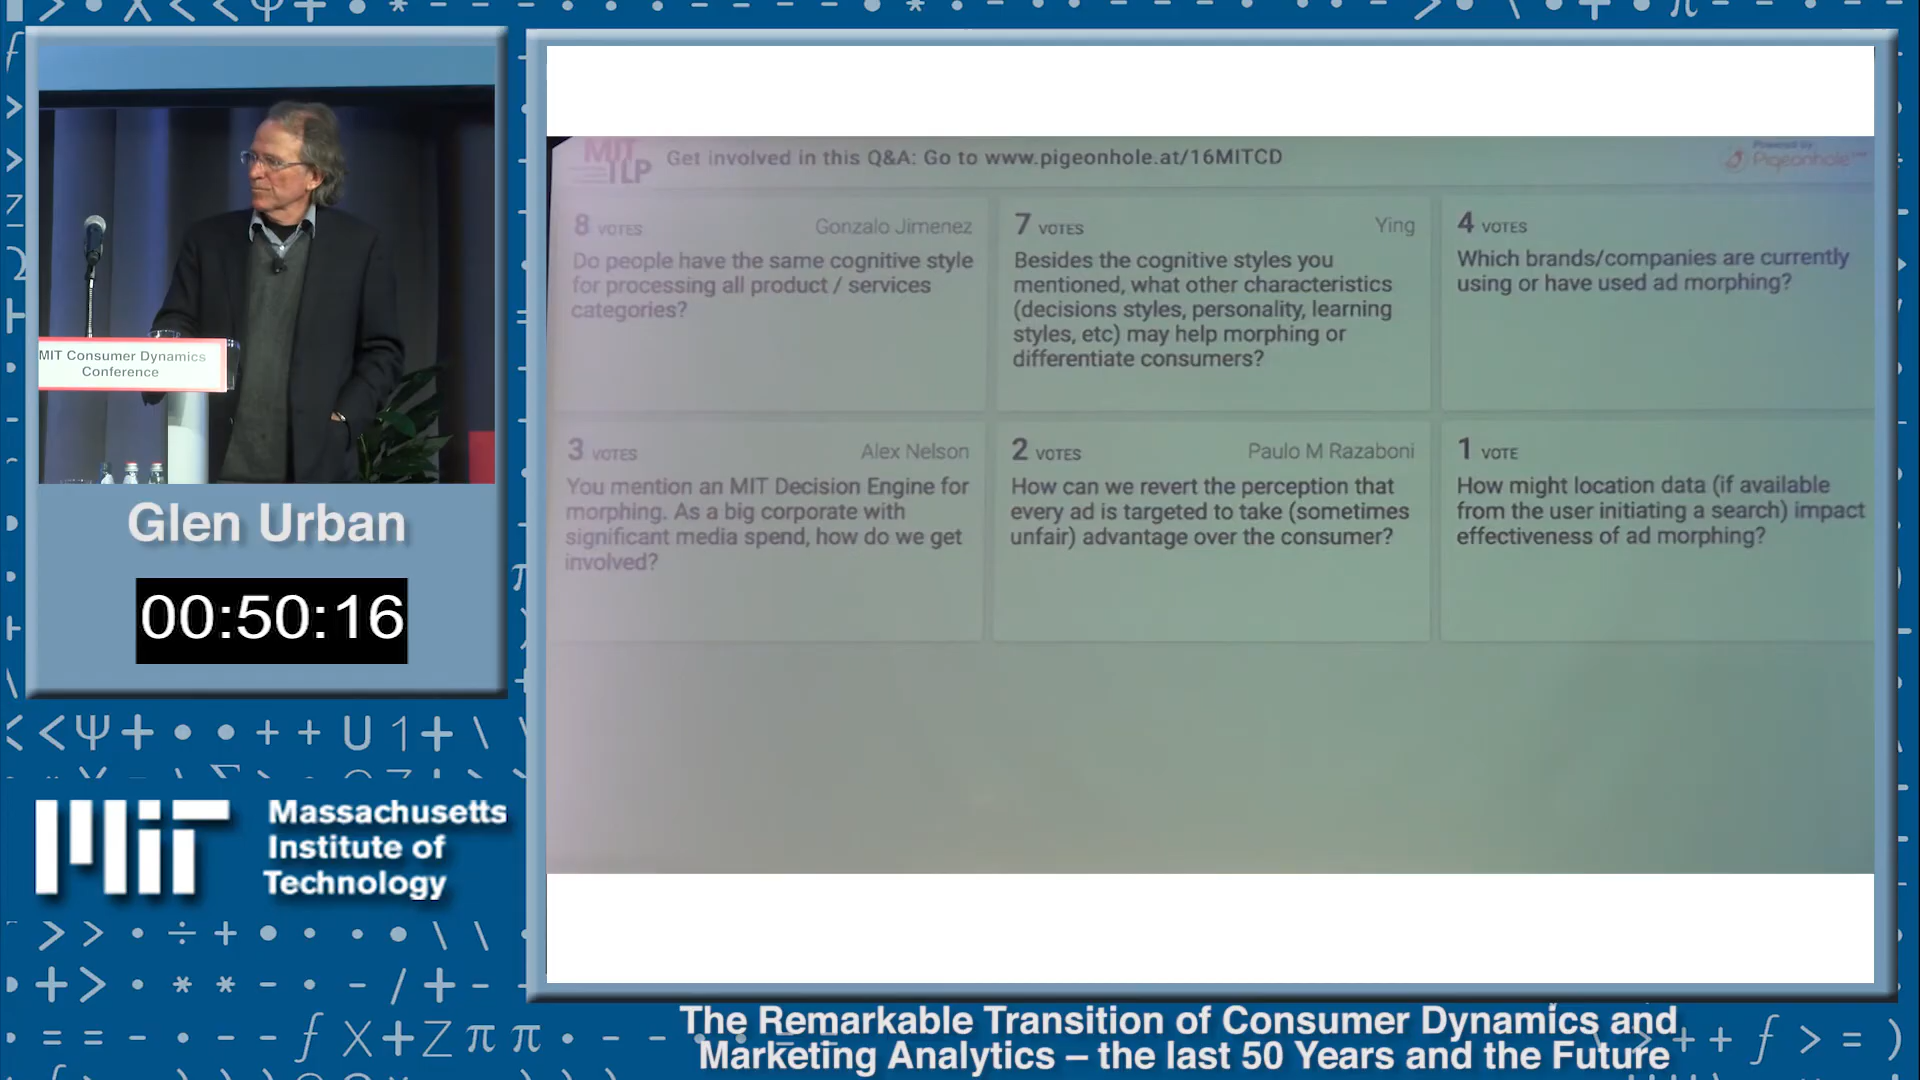 MIT Consumer Dynamics
Conference
Glen Urban
00:50:16
Massachusetts
Institute of
Technology
MIT
ILP
Get involved in this Q&A: Go to www.pigeonhole.at/16MITCD
Powered by
Pigeonhole
8 VOTES
Gonzalo Jimenez
Do people have the same cognitive style
for processing all product / services
categories?
7 VOTES
Ying
Besides the cognitive styles you
mentioned, what other characteristics
(decisions styles, personality, learning
styles, etc) may help morphing or
differentiate consumers?
4 VOTES
Which brands/companies are currently
using or have used ad morphing?
3 VOTES
Alex Nelson
You mention an MIT Decision Engine for
morphing. As a big corporate with
significant media spend, how do we get
involved?
2 VOTES
Paulo M Razaboni
How can we revert the perception that
every ad is targeted to take (sometimes
unfair) advantage over the consumer?
1 VOTE
How might location data (if available
from the user initiating a search) impact
effectiveness of ad morphing?
The Remarkable Transition of Consumer Dynamics and
Marketing Analytics – the last 50 Years and the Future